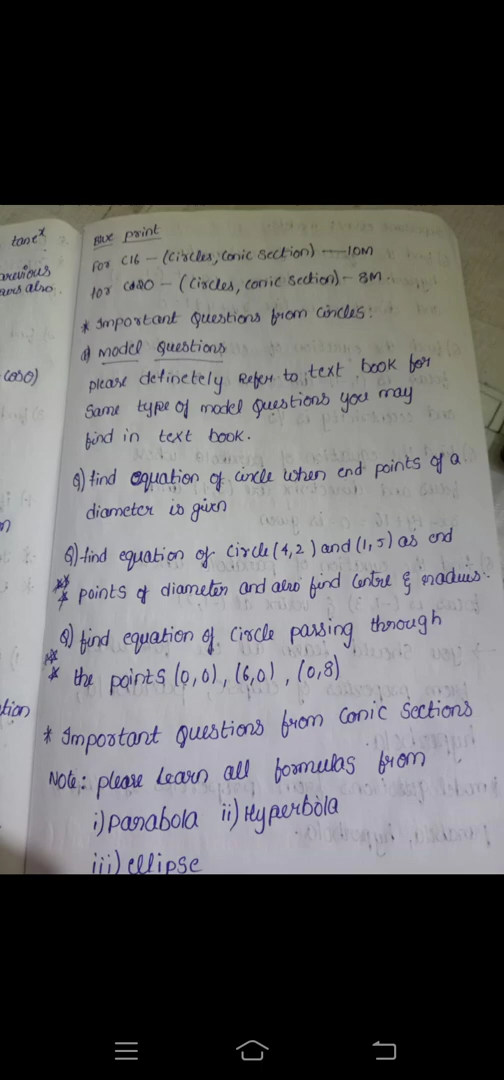 tane^x
previous
also
cosθ)
tion
Blue print
For C16 - (Circles, Conic section) — 10M
for C20 - (Circles, conic section) - 8M.
* Important Questions from circles:
Q) model Questions
please definetely Refer to text book for
same type of model Questions you may
find in text book.
Q) find equation of circle when end points of a
diameter is given
Q) find equation of circle (4,2) and (1,5) as end
** points of diameter and also find Centre & radius.
Q) find equation of Circle passing through
** the points (0,0), (6,0), (0,8)
* Important Questions from Conic Sections
Note: please Learn all formulas from
i) Parabola ii) Hyperbola
iii) ellipse